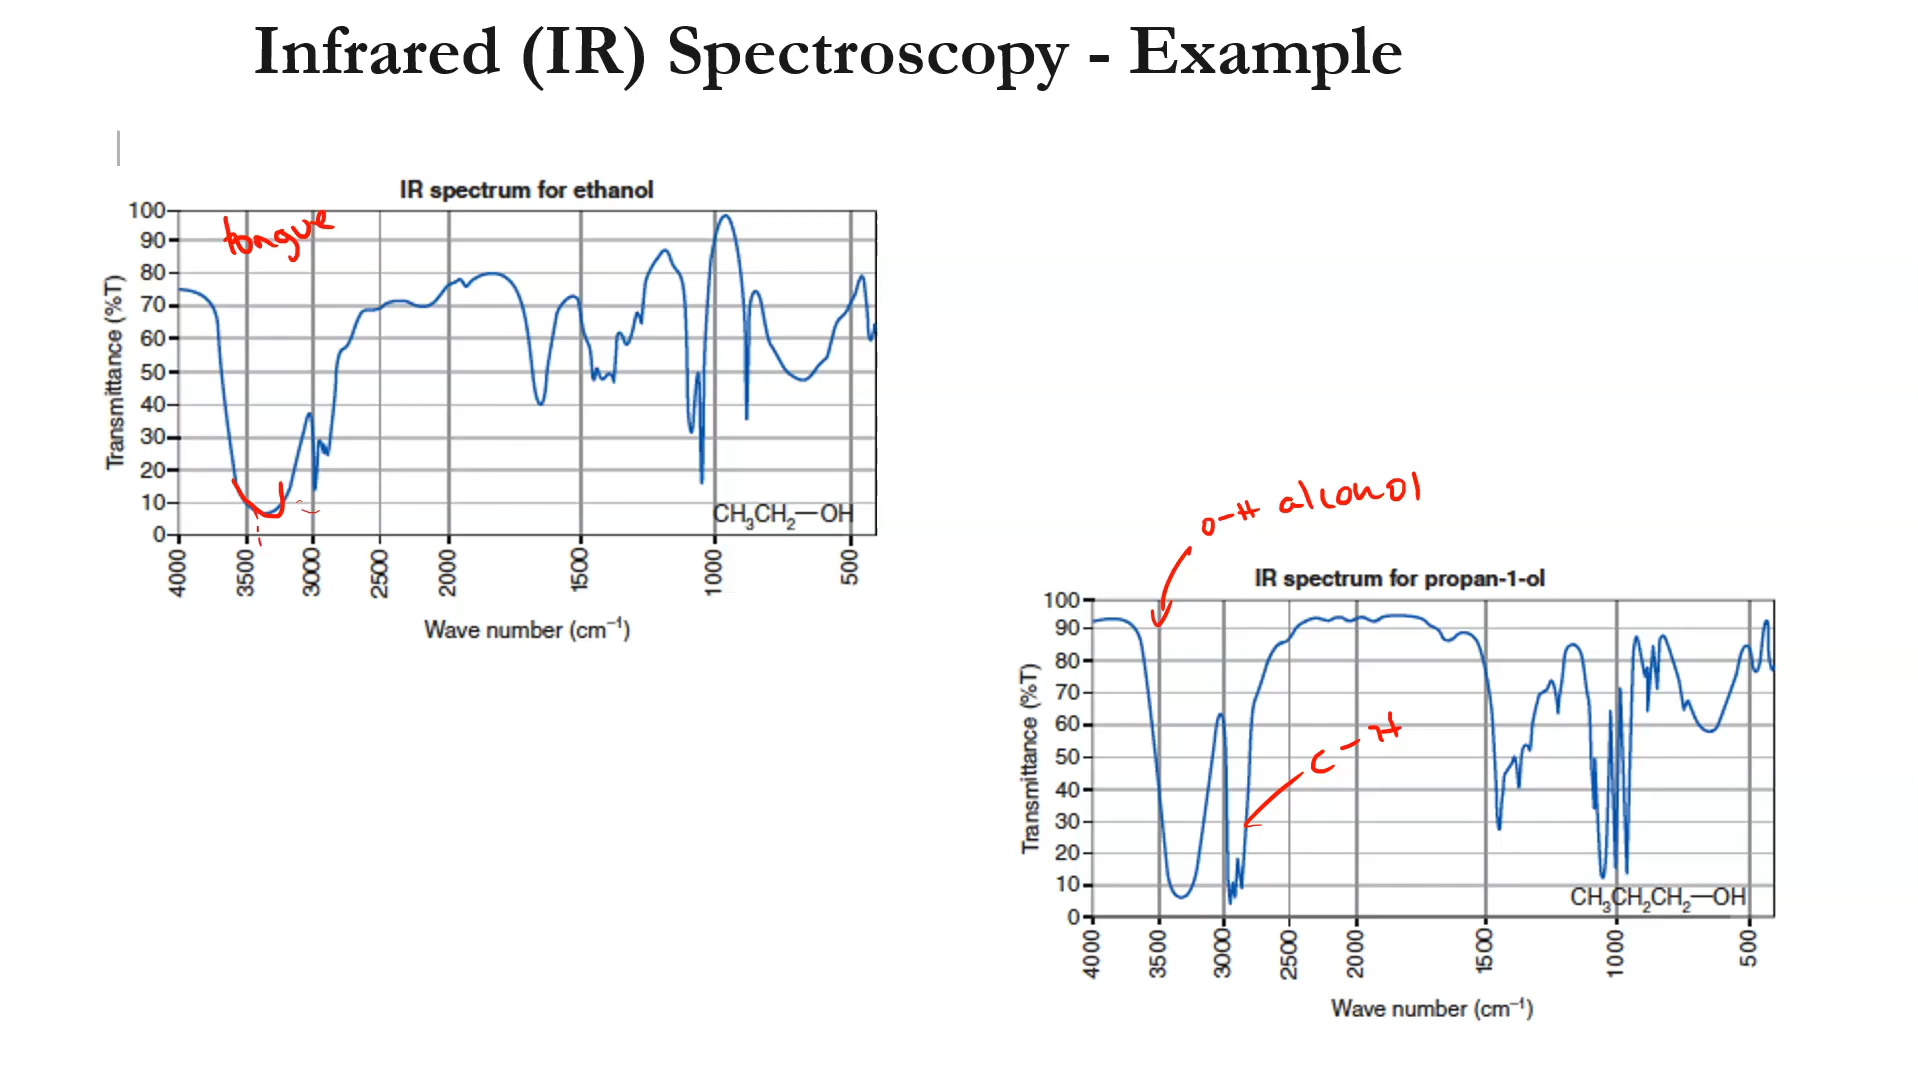 Infrared (IR) Spectroscopy - Example
IR spectrum for ethanol
tongue
100
90
80
70
60
50
40
30
20
10
0
Transmittance (%T)
CH₃CH₂—OH
4000 3500 3000 2500 2000 1500 1000 500
Wave number (cm⁻¹)
O-H alcohol
IR spectrum for propan-1-ol
100
90
80
70
60
50
40
30
20
10
0
Transmittance (%T)
C-H
CH₃CH₂CH₂—OH
4000 3500 3000 2500 2000 1500 1000 500
Wave number (cm⁻¹)